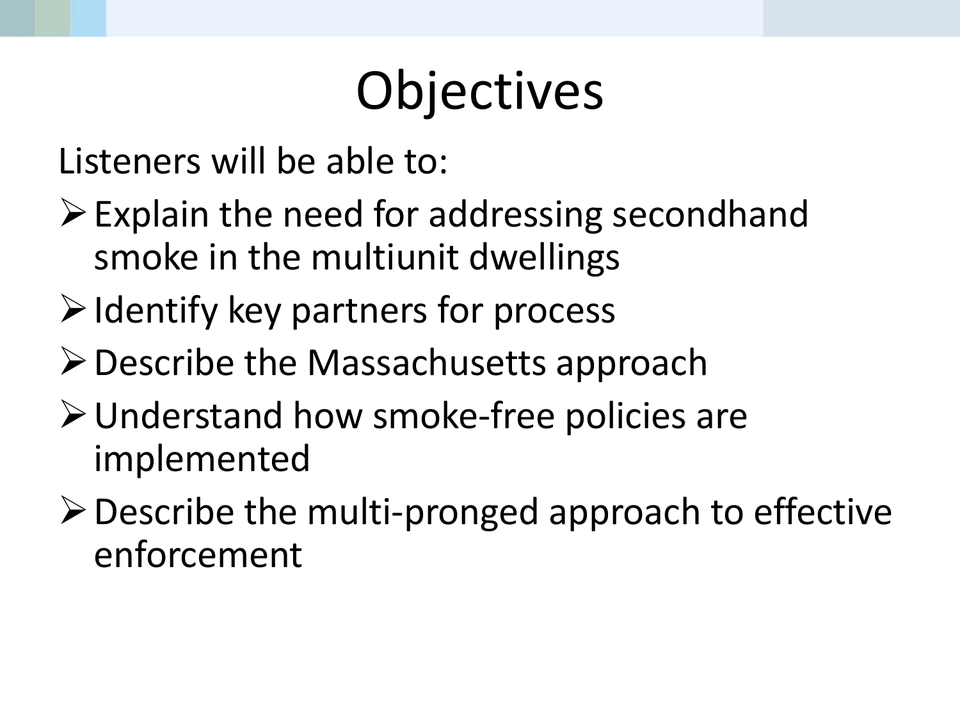 Objectives
Listeners will be able to:
➢Explain the need for addressing secondhand
smoke in the multiunit dwellings
➢Identify key partners for process
➢Describe the Massachusetts approach
➢Understand how smoke-free policies are
implemented
➢Describe the multi-pronged approach to effective
enforcement